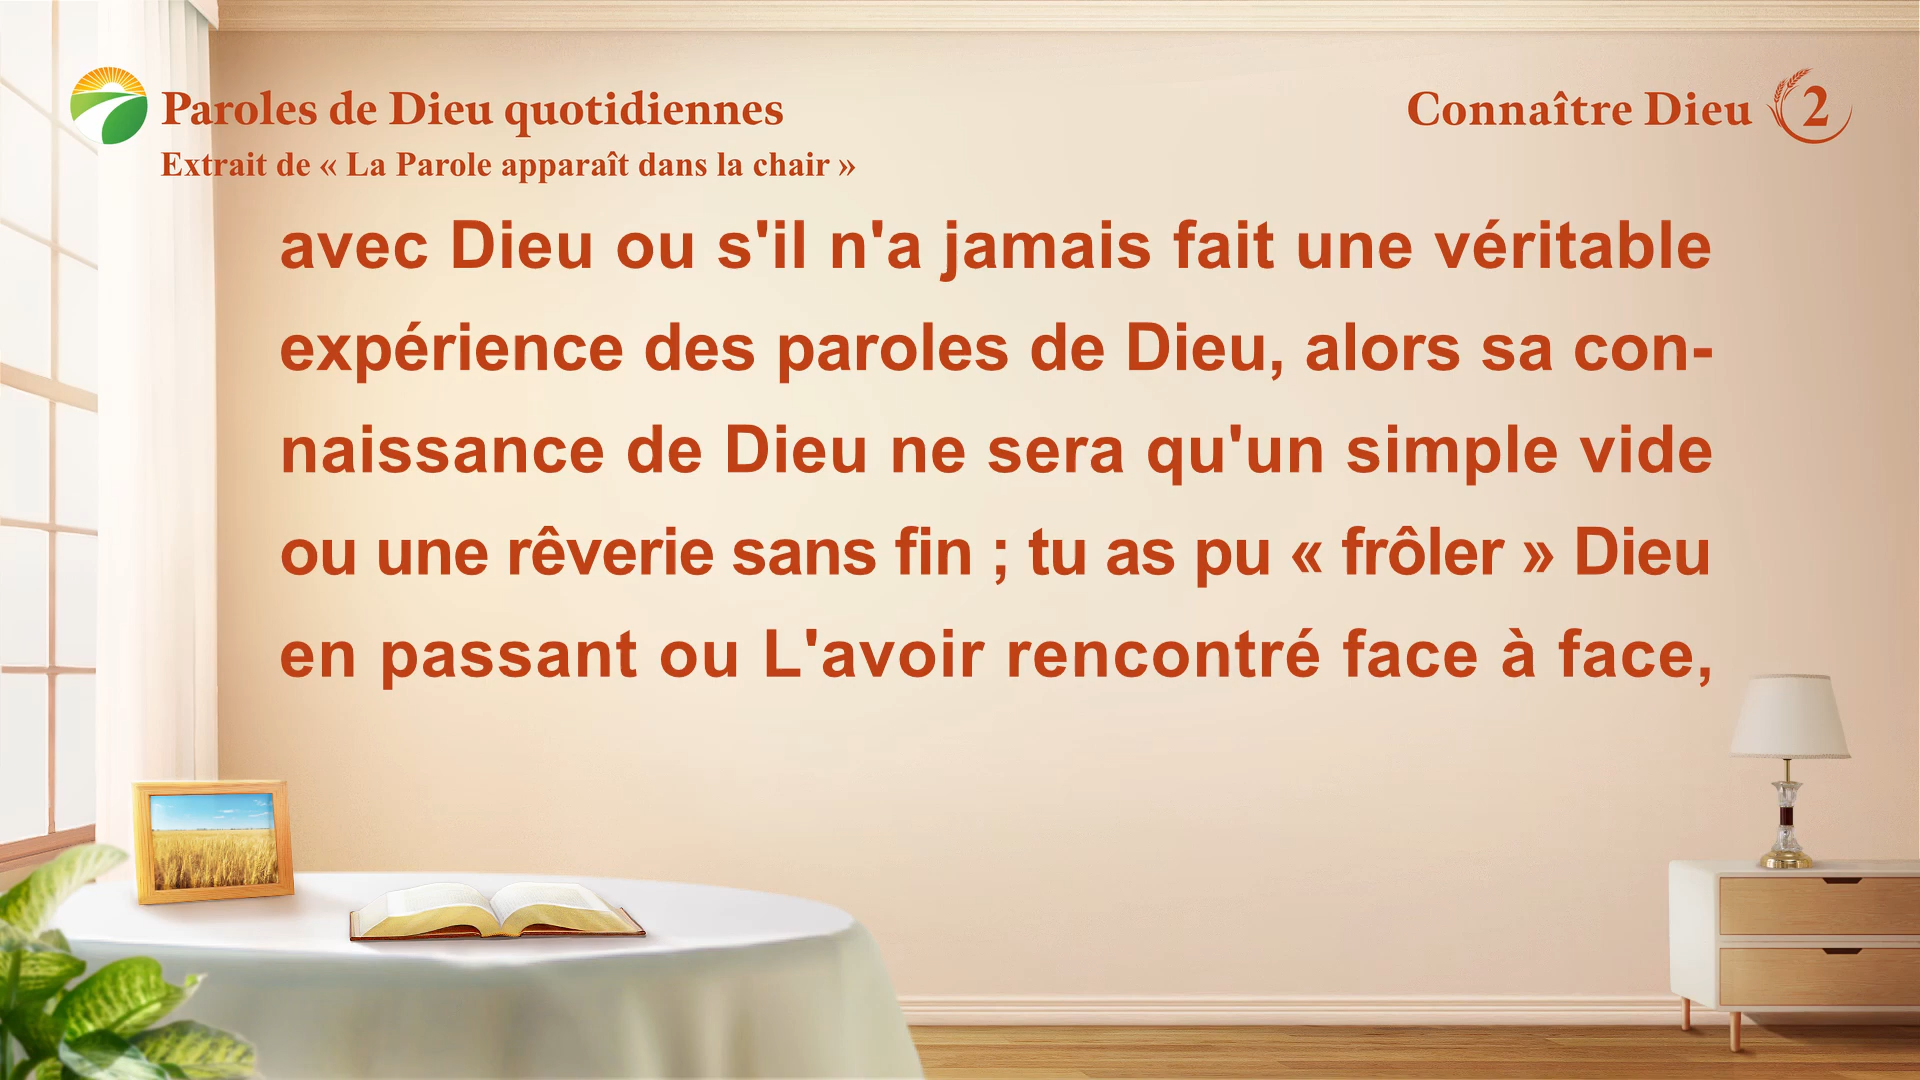 Paroles de Dieu quotidiennes
Extrait de « La Parole apparaît dans la chair »
Connaître Dieu 2
avec Dieu ou s'il n'a jamais fait une véritable
expérience des paroles de Dieu, alors sa con-
naissance de Dieu ne sera qu'un simple vide
ou une rêverie sans fin ; tu as pu « frôler » Dieu
en passant ou L'avoir rencontré face à face,